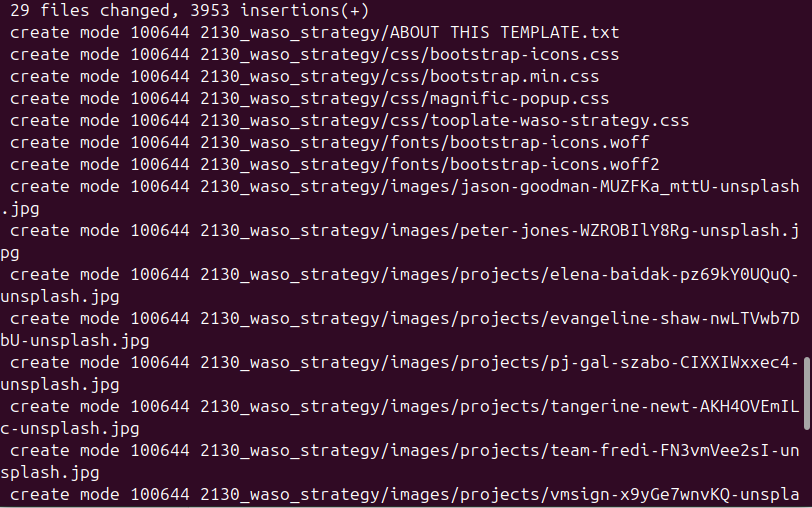 29 files changed, 3953 insertions(+)
create mode 100644 2130_waso_strategy/ABOUT THIS TEMPLATE.txt
create mode 100644 2130_waso_strategy/css/bootstrap-icons.css
create mode 100644 2130_waso_strategy/css/bootstrap.min.css
create mode 100644 2130_waso_strategy/css/magnific-popup.css
create mode 100644 2130_waso_strategy/css/tooplate-waso-strategy.css
create mode 100644 2130_waso_strategy/fonts/bootstrap-icons.woff
create mode 100644 2130_waso_strategy/fonts/bootstrap-icons.woff2
create mode 100644 2130_waso_strategy/images/jason-goodman-MUZFKa_mttU-unsplash
.jpg
create mode 100644 2130_waso_strategy/images/peter-jones-WZROBIlY8Rg-unsplash.j
pg
create mode 100644 2130_waso_strategy/images/projects/elena-baidak-pz69kY0UQuQ-
unsplash.jpg
create mode 100644 2130_waso_strategy/images/projects/evangeline-shaw-nwLTVwb7D
bU-unsplash.jpg
create mode 100644 2130_waso_strategy/images/projects/pj-gal-szabo-CIXXIWxxec4-
unsplash.jpg
create mode 100644 2130_waso_strategy/images/projects/tangerine-newt-AKH4OVEmIL
c-unsplash.jpg
create mode 100644 2130_waso_strategy/images/projects/team-fredi-FN3vmVee2sI-un
splash.jpg
create mode 100644 2130_waso_strategy/images/projects/vmsign-x9yGe7wnvKQ-unspla